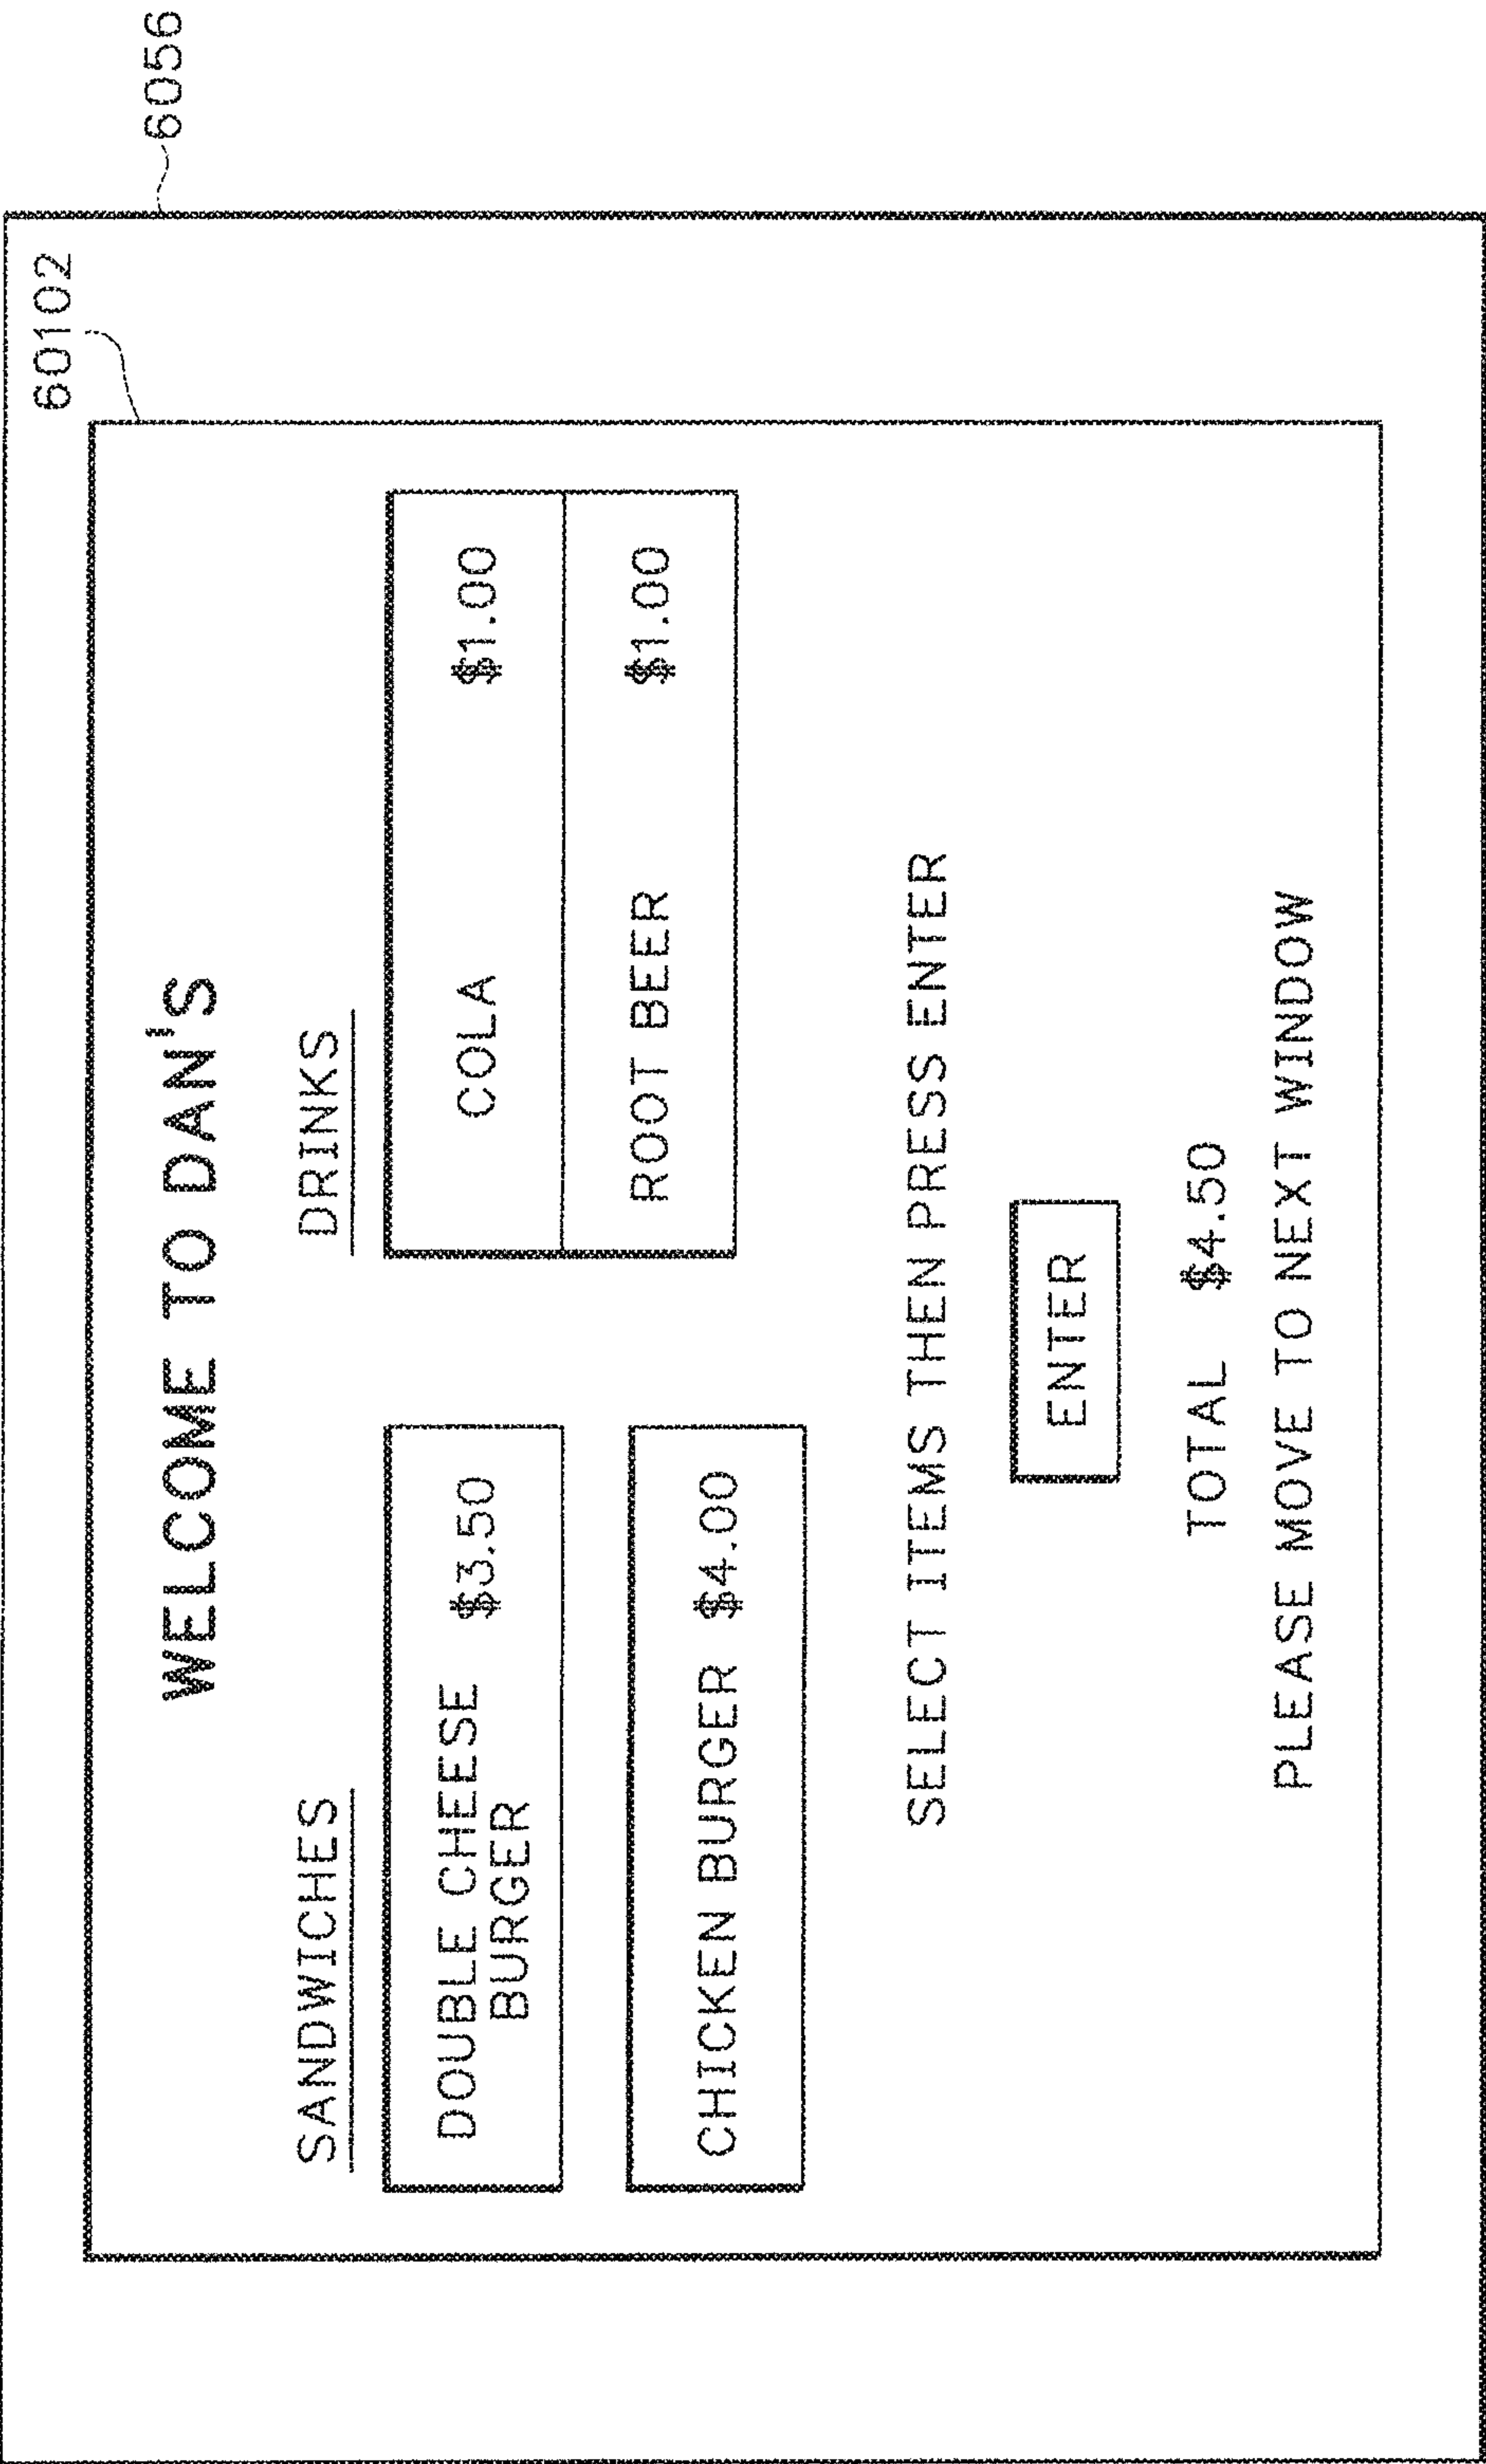 6056
60102
WELCOME TO DAN'S
SANDWICHES
DOUBLE CHEESE
BURGER
$3.50
CHICKEN BURGER $4.00
DRINKS
COLA $1.00
ROOT BEER $1.00
SELECT ITEMS THEN PRESS ENTER
ENTER
TOTAL $4.50
PLEASE MOVE TO NEXT WINDOW